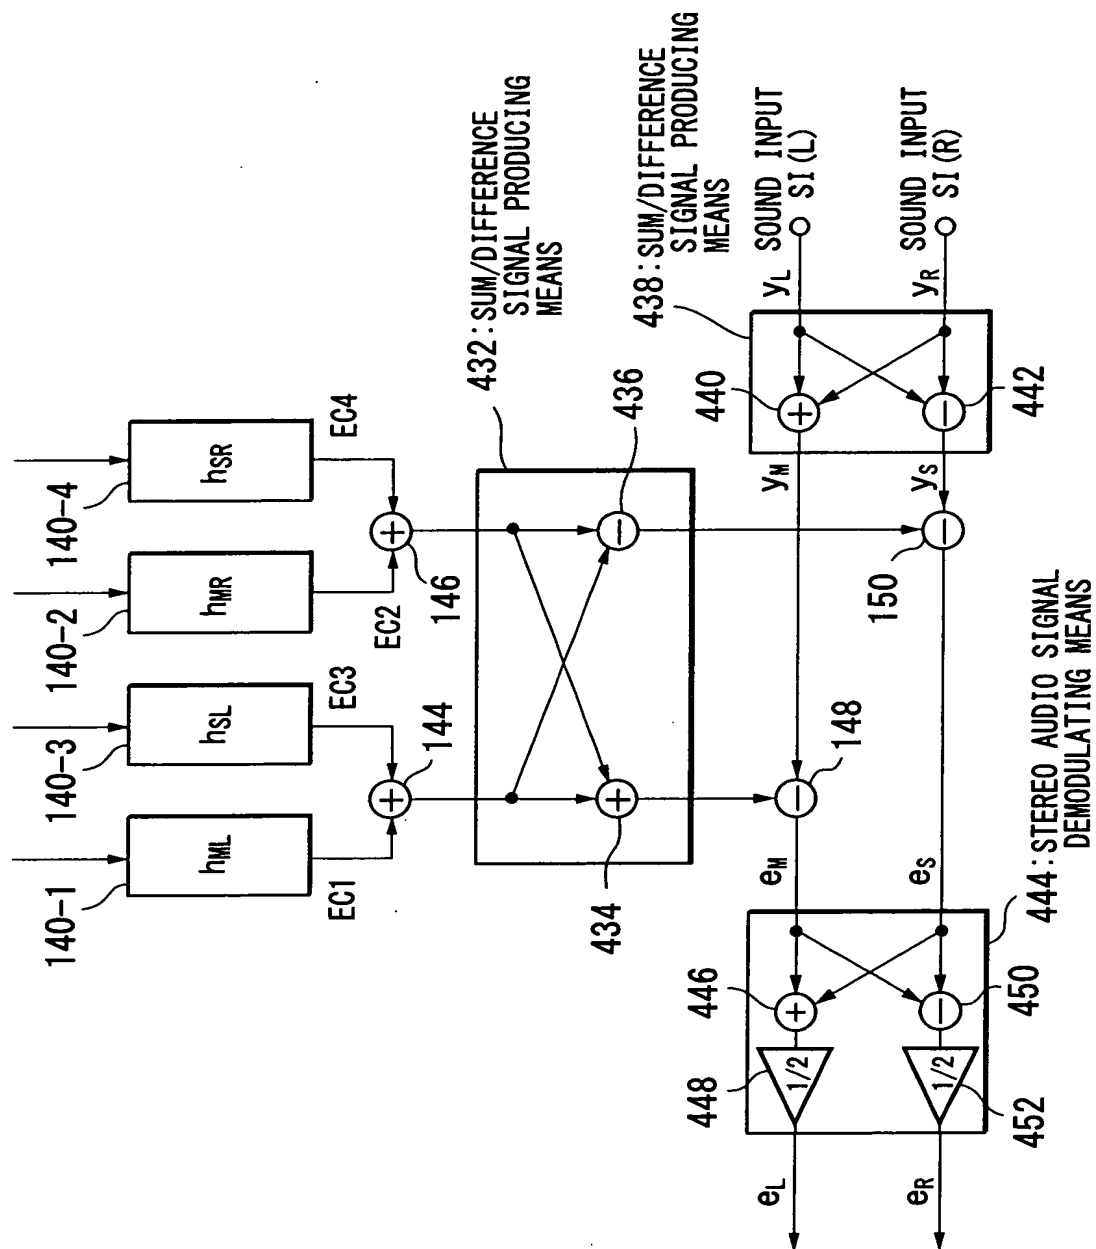 140-1
140-3
140-2
140-4
hML
hSL
hMR
hSR
EC1
EC3
EC2
EC4
144
146
432:SUM/DIFFERENCE
SIGNAL PRODUCING
MEANS
434
436
438:SUM/DIFFERENCE
SIGNAL PRODUCING
MEANS
SOUND INPUT
SI(L)
SOUND INPUT
SI(R)
yL
yR
440
442
yM
yS
148
150
eM
eS
444:STEREO AUDIO SIGNAL
DEMODULATING MEANS
446
450
448
452
1/2
1/2
eL
eR